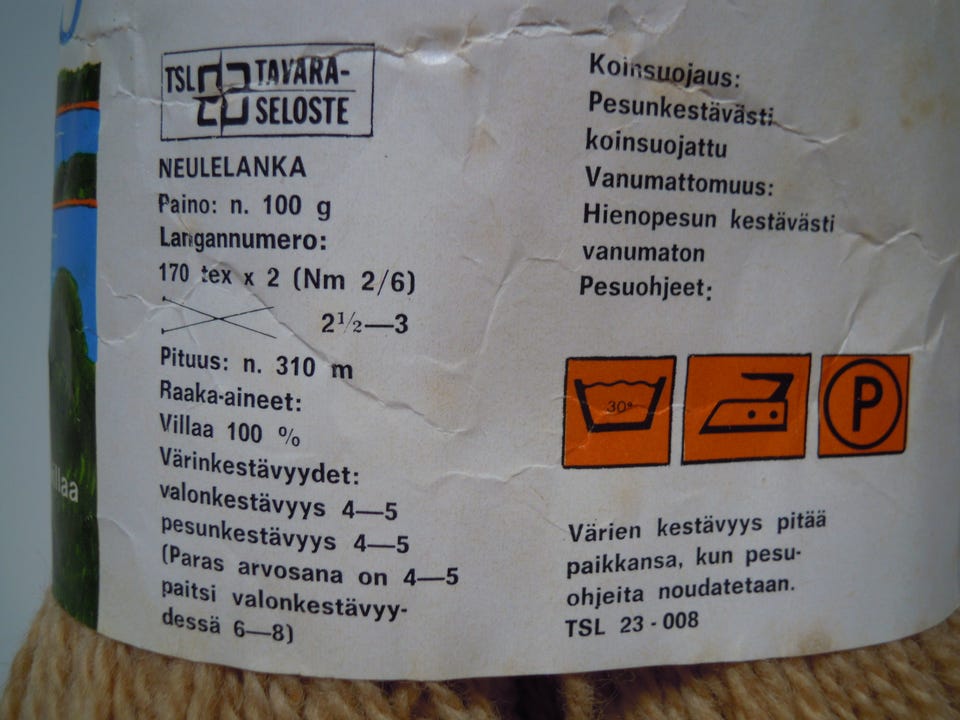 TSL TAVARA-
SELOSTE
NEULELANKA
Paino: n. 100 g
Langannumero:
170 tex x 2 (Nm 2/6)
2½—3
Pituus: n. 310 m
Raaka-aineet:
Villaa 100 %
Värinkestävyydet:
valonkestävyys 4—5
pesunkestävyys 4—5
(Paras arvosana on 4—5
paitsi valonkestävyy-
dessä 6—8)
Koinsuojaus:
Pesunkestävästi
koinsuojattu
Vanumattomuus:
Hienopesun kestävästi
vanumaton
Pesuohjeet:
30°
P
Värien kestävyys pitää
paikkansa, kun pesu-
ohjeita noudatetaan.
TSL 23 - 008